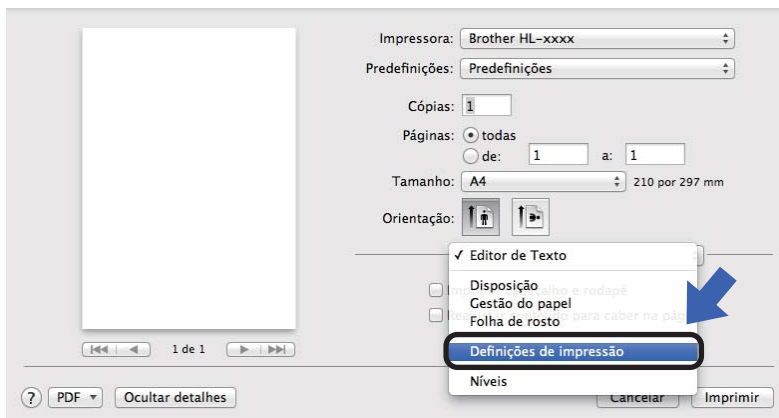 Impressora: Brother HL-xxxx
Predefinições: Predefinições
Cópias: 1
Páginas: todas
de: 1 a: 1
Tamanho: A4 210 por 297 mm
Orientação:
✓ Editor de Texto
Disposição
Gestão do papel
Folha de rosto
Definições de impressão
Níveis
1 de 1
? PDF Ocultar detalhes Cancelar Imprimir